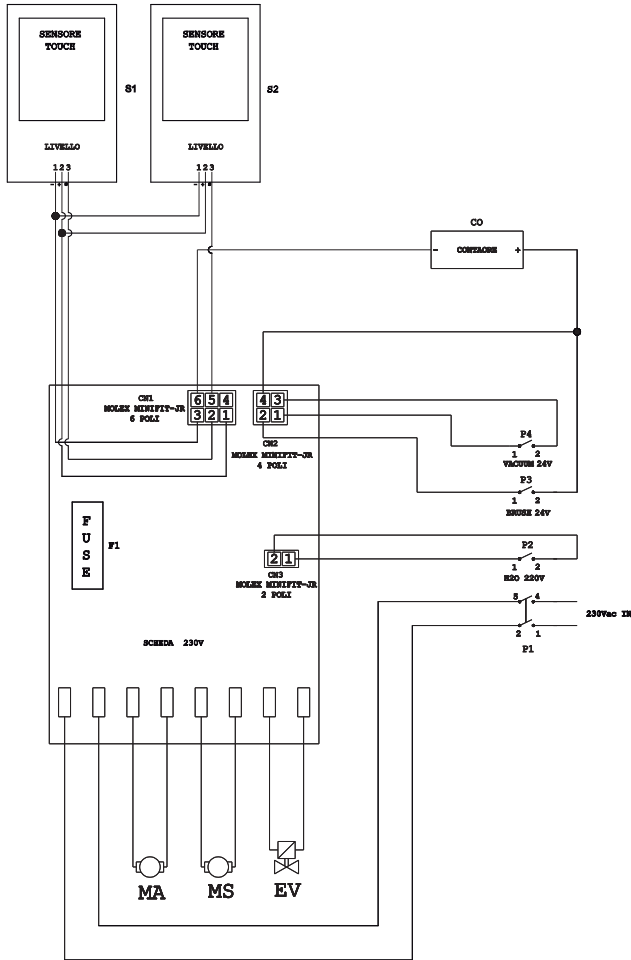 SENSORE
TOUCH
S1
LIVELLO
1 2 3
- + •
SENSORE
TOUCH
S2
LIVELLO
1 2 3
- + •
CO
- CONTAORE +
CN1
MOLEX MINIFIT-JR
6 POLI
6 5 4
3 2 1
4 3
2 1
CN2
MOLEX MINIFIT-JR
4 POLI
P4
1 2
VACUUM 24V
P3
1 2
BRUSH 24V
FUSE
F1
2 1
CN3
MOLEX MINIFIT-JR
2 POLI
P2
1 2
H2O 220V
5 4
230Vac IN
2 1
P1
SCHEDA 230V
MA
MS
EV